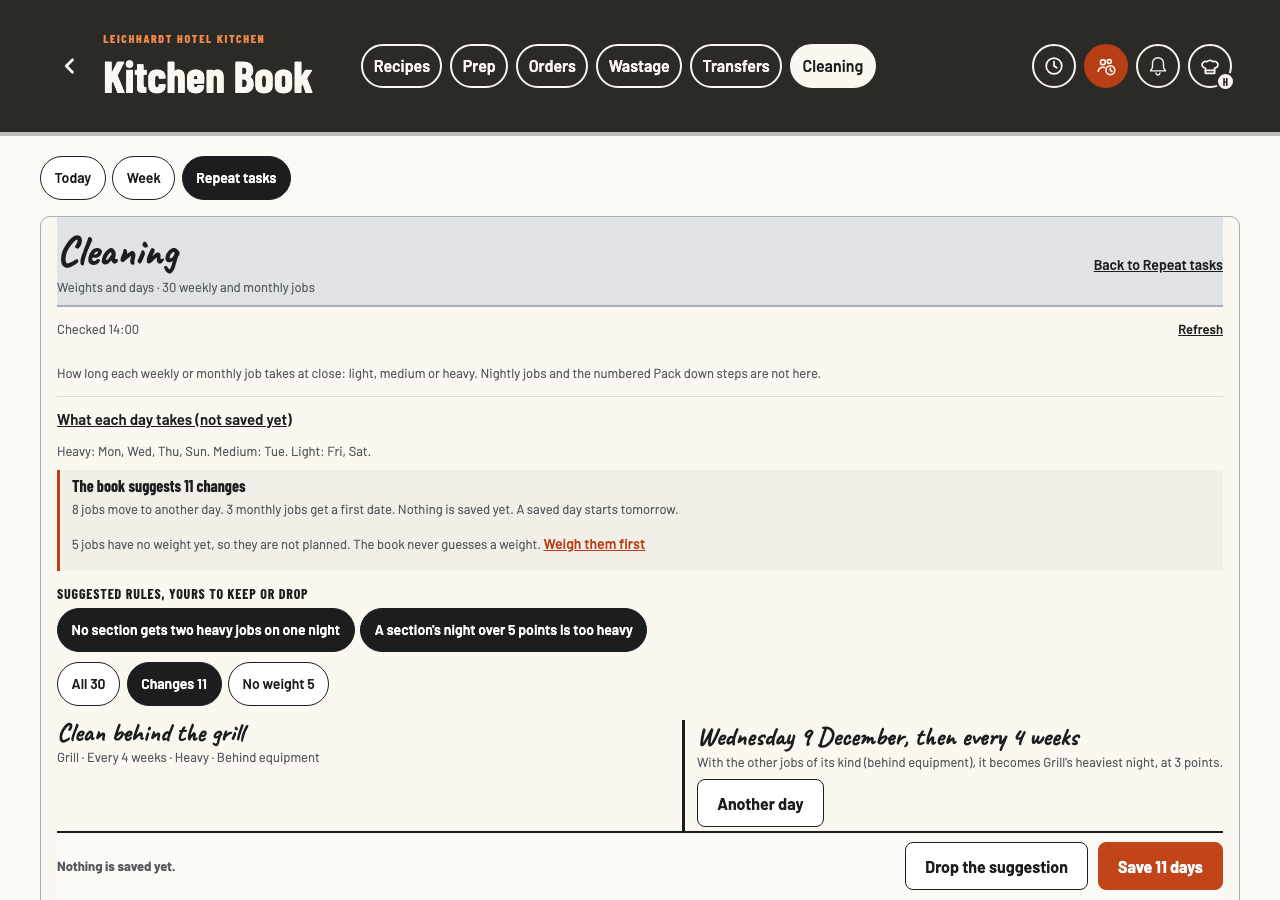 LEICHHARDT HOTEL KITCHEN
Kitchen Book
Recipes
Prep
Orders
Wastage
Transfers
Cleaning
H
Today
Week
Repeat tasks
Cleaning
Back to Repeat tasks
Weights and days · 30 weekly and monthly jobs
Checked 14:00
Refresh
How long each weekly or monthly job takes at close: light, medium or heavy. Nightly jobs and the numbered Pack down steps are not here.
What each day takes (not saved yet)
Heavy: Mon, Wed, Thu, Sun. Medium: Tue. Light: Fri, Sat.
The book suggests 11 changes
8 jobs move to another day. 3 monthly jobs get a first date. Nothing is saved yet. A saved day starts tomorrow.
5 jobs have no weight yet, so they are not planned. The book never guesses a weight. Weigh them first
SUGGESTED RULES, YOURS TO KEEP OR DROP
No section gets two heavy jobs on one night
A section's night over 5 points is too heavy
All 30
Changes 11
No weight 5
Clean behind the grill
Grill · Every 4 weeks · Heavy · Behind equipment
Wednesday 9 December, then every 4 weeks
With the other jobs of its kind (behind equipment), it becomes Grill's heaviest night, at 3 points.
Another day
Nothing is saved yet.
Drop the suggestion
Save 11 days